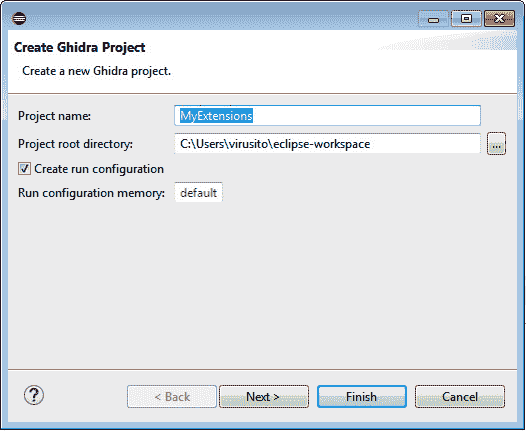 Create Ghidra Project
Create a new Ghidra project.
Project name: MyExtensions
Project root directory: C:\Users\virusito\eclipse-workspace ...
Create run configuration
Run configuration memory: default
? < Back Next > Finish Cancel